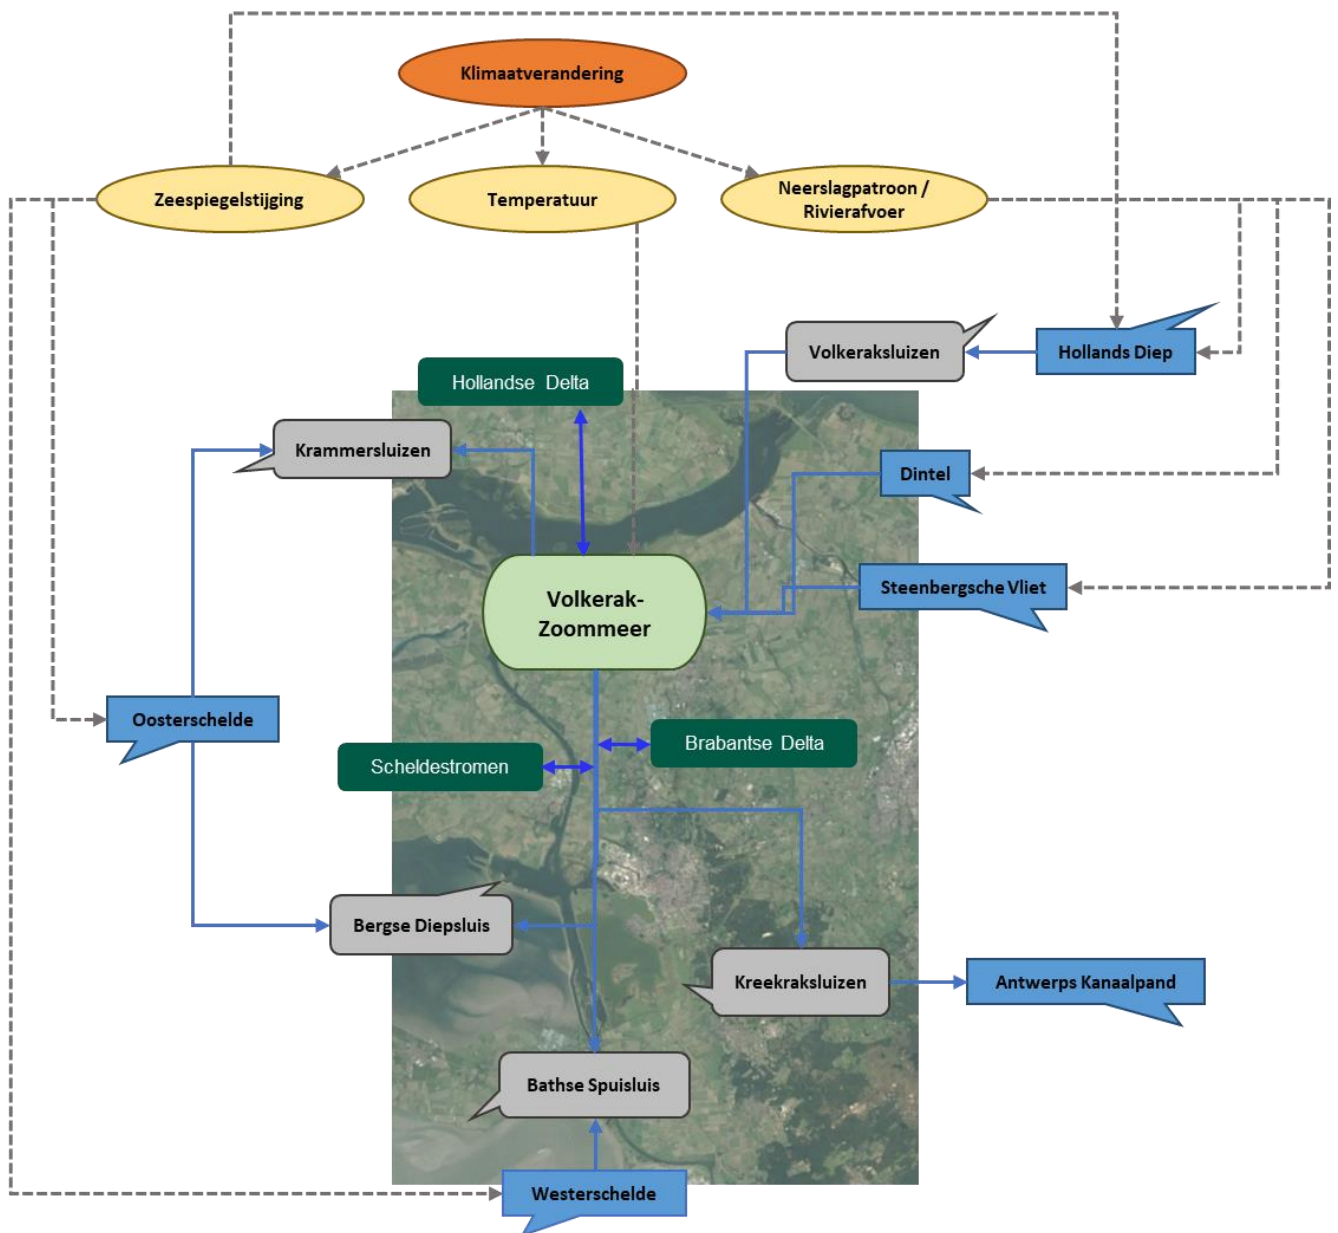 Klimaatverandering
Zeespiegelstijging
Temperatuur
Neerslagpatroon /
Rivierafvoer
Volkeraksluizen
Hollands Diep
Hollandse Delta
Krammersluizen
Dintel
Steenbergsche Vliet
Volkerak-
Zoommeer
Oosterschelde
Brabantse Delta
Scheldestromen
Bergse Diepsluis
Kreekraksluizen
Antwerps Kanaalpand
Bathse Spuisluis
Westerschelde